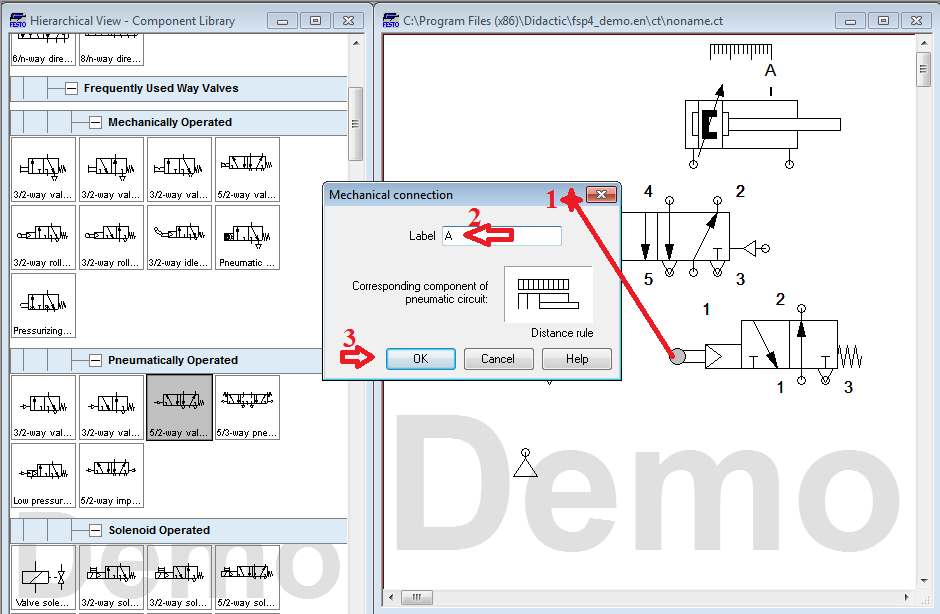 FESTO
Hierarchical View - Component Library
6/n-way dire...
8/n-way dire...
Frequently Used Way Valves
Mechanically Operated
3/2-way val...
3/2-way val...
3/2-way val...
5/2-way val...
3/2-way roll...
3/2-way roll...
3/2-way idle...
Pneumatic ...
Pressurizing...
Pneumatically Operated
3/2-way val...
3/2-way val...
5/2-way val...
5/3-way pne...
Low pressur...
5/2-way imp...
Solenoid Operated
Valve sole...
3/2-way sol...
3/2-way sol...
5/2-way sol...
Demo
FESTO
C:\Program Files (x86)\Didactic\fsp4_demo.en\ct\noname.ct
A
4
2
5
3
1
2
1
3
Demo
Mechanical connection
1
2
Label
A
Corresponding component of
pneumatic circuit:
Distance rule
3
OK
Cancel
Help